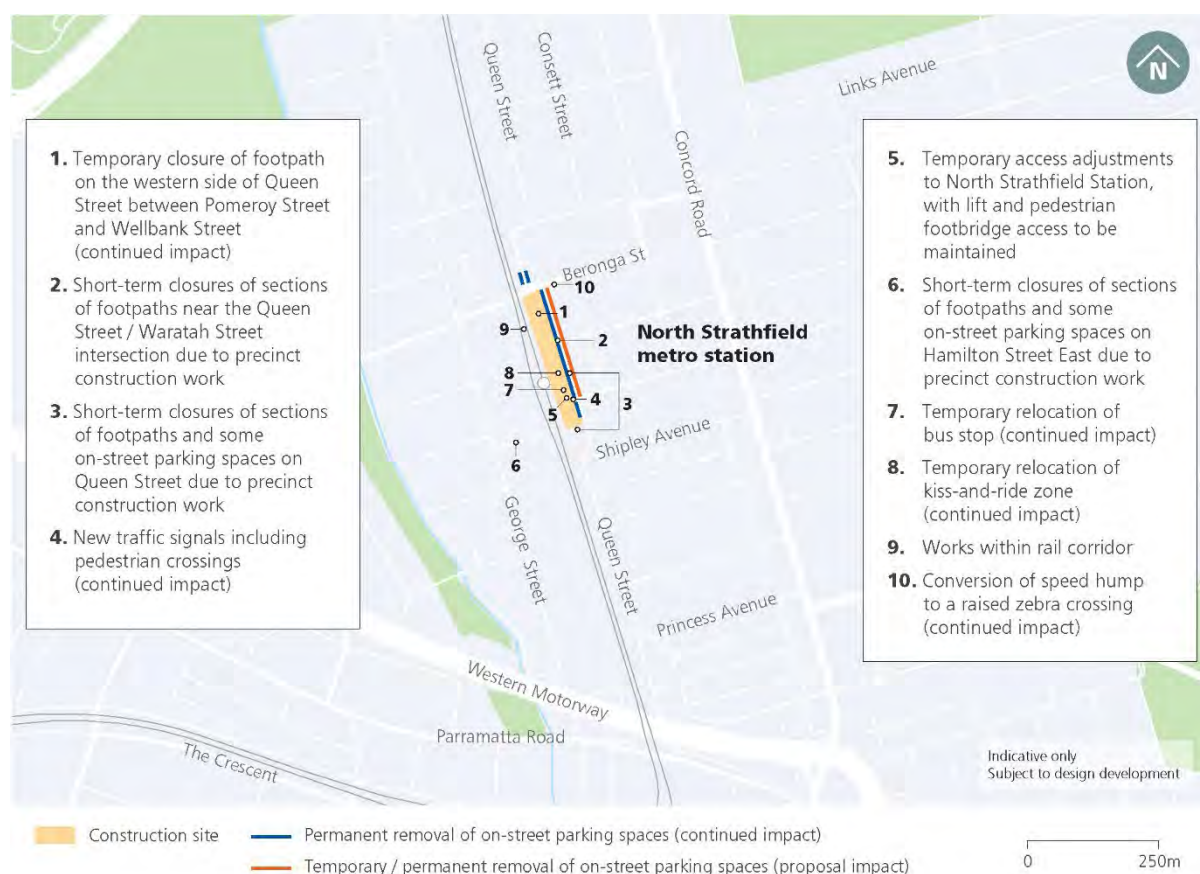 Queen Street
Consett Street
Links Avenue
N
Concord Road
1. Temporary closure of footpath
on the western side of Queen
Street between Pomeroy Street
and Wellbank Street
(continued impact)
2. Short-term closures of sections
of footpaths near the Queen
Street / Waratah Street
intersection due to precinct
construction work
3. Short-term closures of sections
of footpaths and some
on-street parking spaces on
Queen Street due to precinct
construction work
4. New traffic signals including
pedestrian crossings
(continued impact)
5. Temporary access adjustments
to North Strathfield Station,
with lift and pedestrian
footbridge access to be
maintained
6. Short-term closures of sections
of footpaths and some
on-street parking spaces on
Hamilton Street East due to
precinct construction work
7. Temporary relocation of
bus stop (continued impact)
8. Temporary relocation of
kiss-and-ride zone
(continued impact)
9. Works within rail corridor
10. Conversion of speed hump
to a raised zebra crossing
(continued impact)
Beronga St
10
1
9
2
North Strathfield
metro station
8
7
5
4
3
6
Shipley Avenue
George Street
Queen Street
Princess Avenue
Western Motorway
Parramatta Road
The Crescent
Indicative only
Subject to design development
Construction site
Permanent removal of on-street parking spaces (continued impact)
Temporary / permanent removal of on-street parking spaces (proposal impact)
0 250m